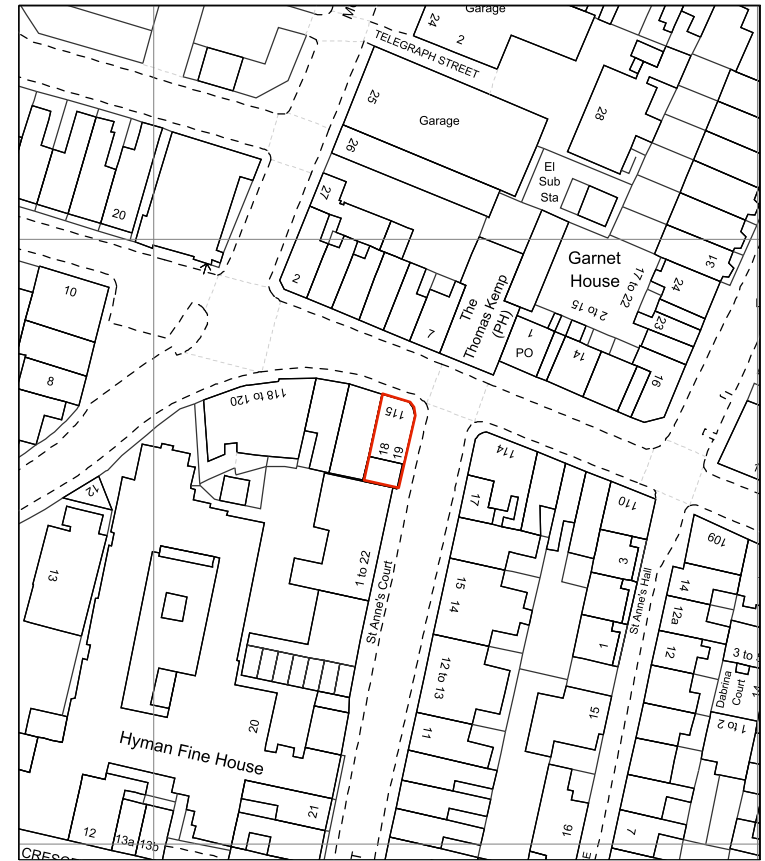 Garage
24
2
TELEGRAPH STREET
25
Garage
26
28
27
El
Sub
Sta
20
10
8
2
7
The
Thomas Kemp
(PH)
Garnet
House
17 to 22
2 to 15
31
24
23
1
PO
14
16
118 to 120
115
18
19
114
17
110
109
12
13
1 to 22
St Anne's Court
15
14
3
1
St Anne's Hall
14
12a
12
3 to
Dabrina
Court
1 to 2
12 to 13
11
15
20
Hyman Fine House
21
12
13a
13b
16
7
CRESC